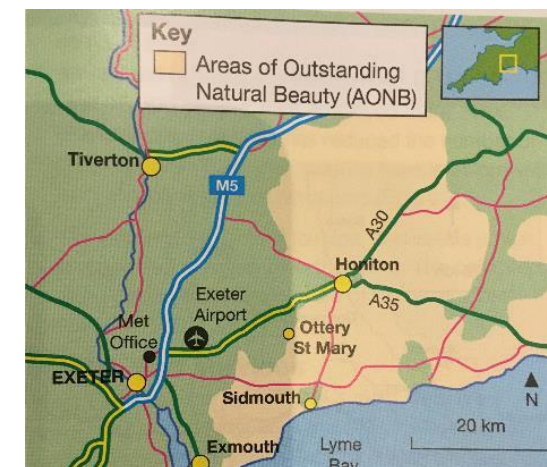 Key
Areas of Outstanding
Natural Beauty (AONB)
Tiverton
M5
A30
Honiton
A35
Exeter
Airport
Met
Office
Ottery
St Mary
EXETER
Sidmouth
N
20 km
Exmouth
Lyme
Bay